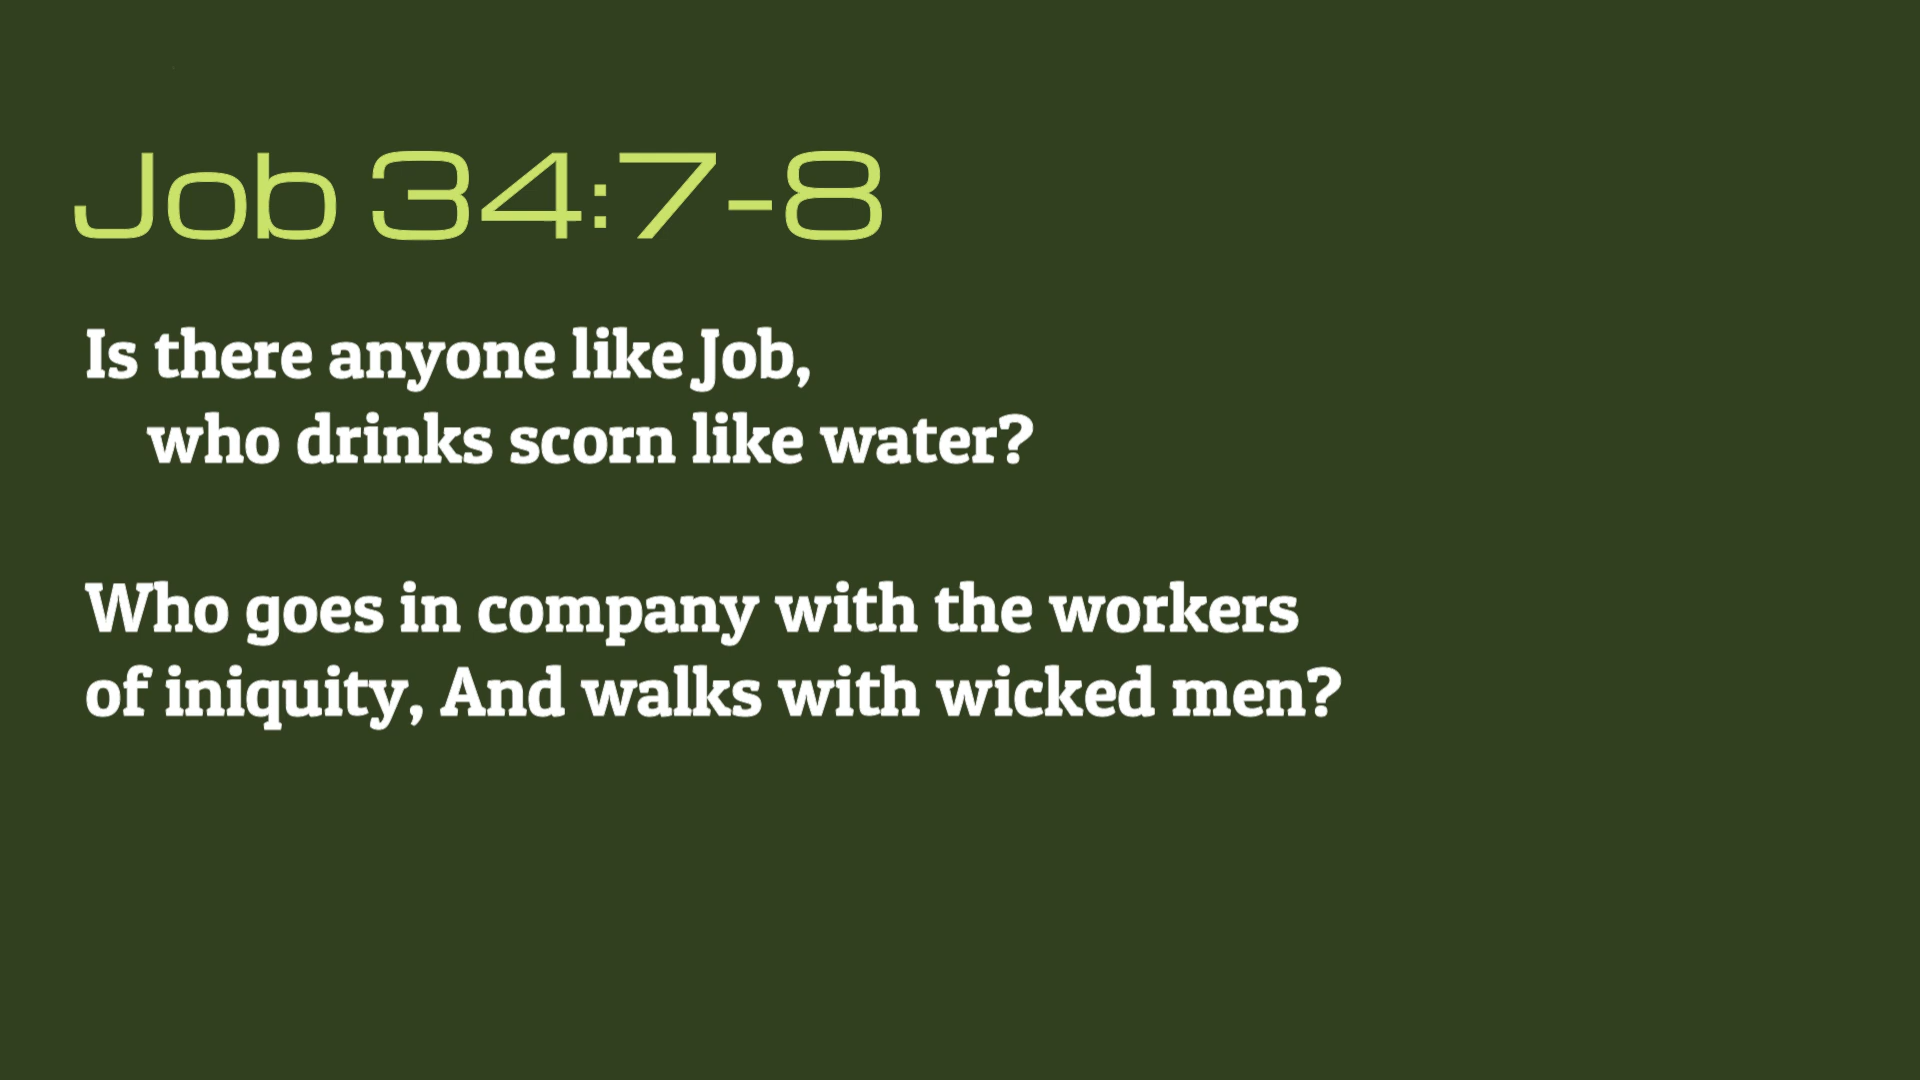 Job 34:7-8
Is there anyone like Job,
who drinks scorn like water?
Who goes in company with the workers
of iniquity, And walks with wicked men?